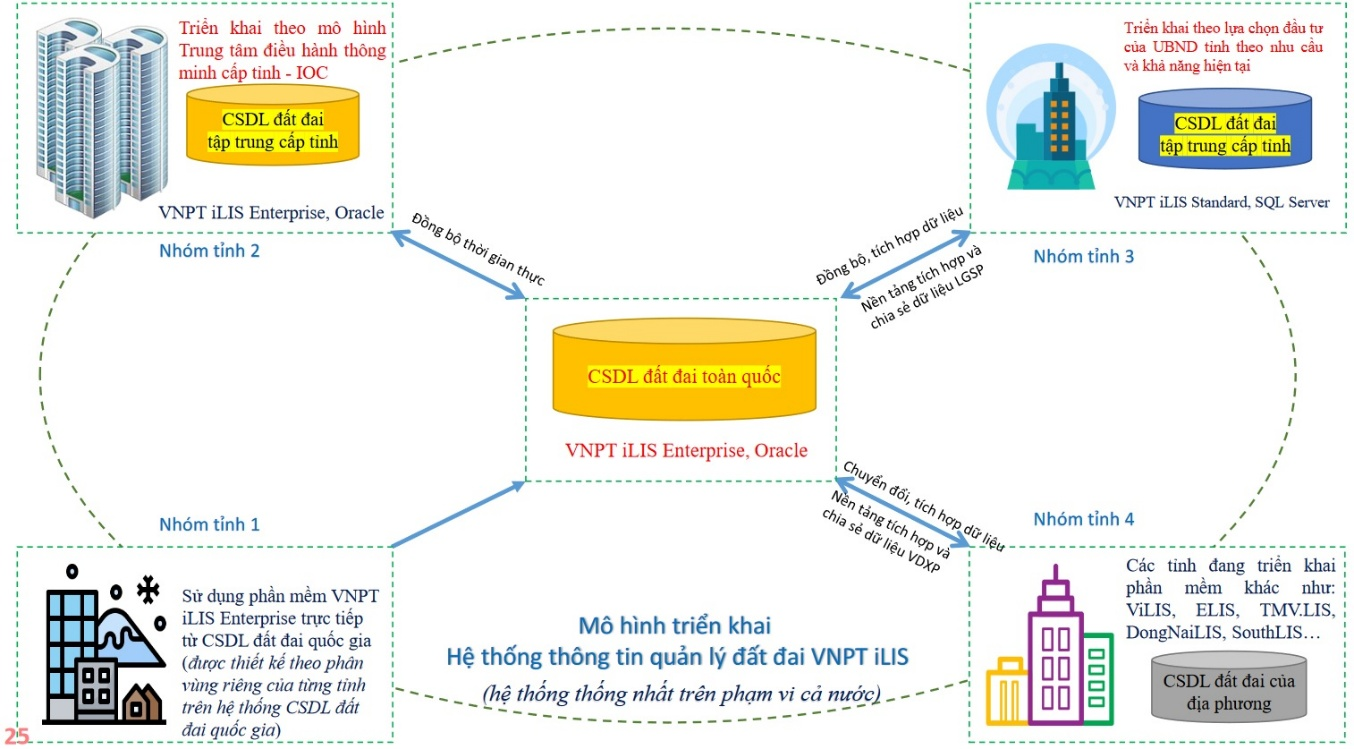 Triển khai theo mô hình
Trung tâm điều hành thông
minh cấp tỉnh - IOC
CSDL đất đai
tập trung cấp tỉnh
VNPT iLIS Enterprise, Oracle
Nhóm tỉnh 2
Triển khai theo lựa chọn đầu tư
của UBND tỉnh theo nhu cầu
và khả năng hiện tại
CSDL đất đai
tập trung cấp tỉnh
VNPT iLIS Standard, SQL Server
Nhóm tỉnh 3
Đồng bộ thời gian thực
Đồng bộ, tích hợp dữ liệu
Nền tảng tích hợp và
chia sẻ dữ liệu LGSP
CSDL đất đai toàn quốc
VNPT iLIS Enterprise, Oracle
Chuyển đổi, tích hợp dữ liệu
Nền tảng tích hợp và
chia sẻ dữ liệu VDXP
Nhóm tỉnh 1
Sử dụng phần mềm VNPT
iLIS Enterprise trực tiếp
từ CSDL đất đai quốc gia
(được thiết kế theo phân
vùng riêng của từng tỉnh
trên hệ thống CSDL đất
đai quốc gia)
Mô hình triển khai
Hệ thống thông tin quản lý đất đai VNPT iLIS
(hệ thống thống nhất trên phạm vi cả nước)
Nhóm tỉnh 4
Các tỉnh đang triển khai
phần mềm khác như:
ViLIS, ELIS, TMV.LIS,
DongNaiLIS, SouthLIS…
CSDL đất đai của
địa phương
25